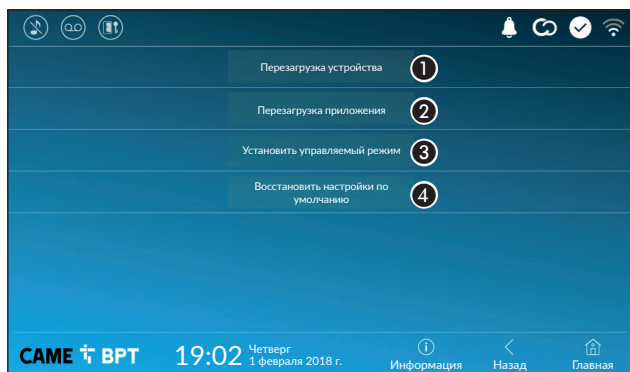 Перезагрузка устройства 1
Перезагрузка приложения 2
Установить управляемый режим 3
Восстановить настройки по
умолчанию 4
CAME BPT 19:02 Четверг
1 февраля 2018 г.
Информация Назад Главная